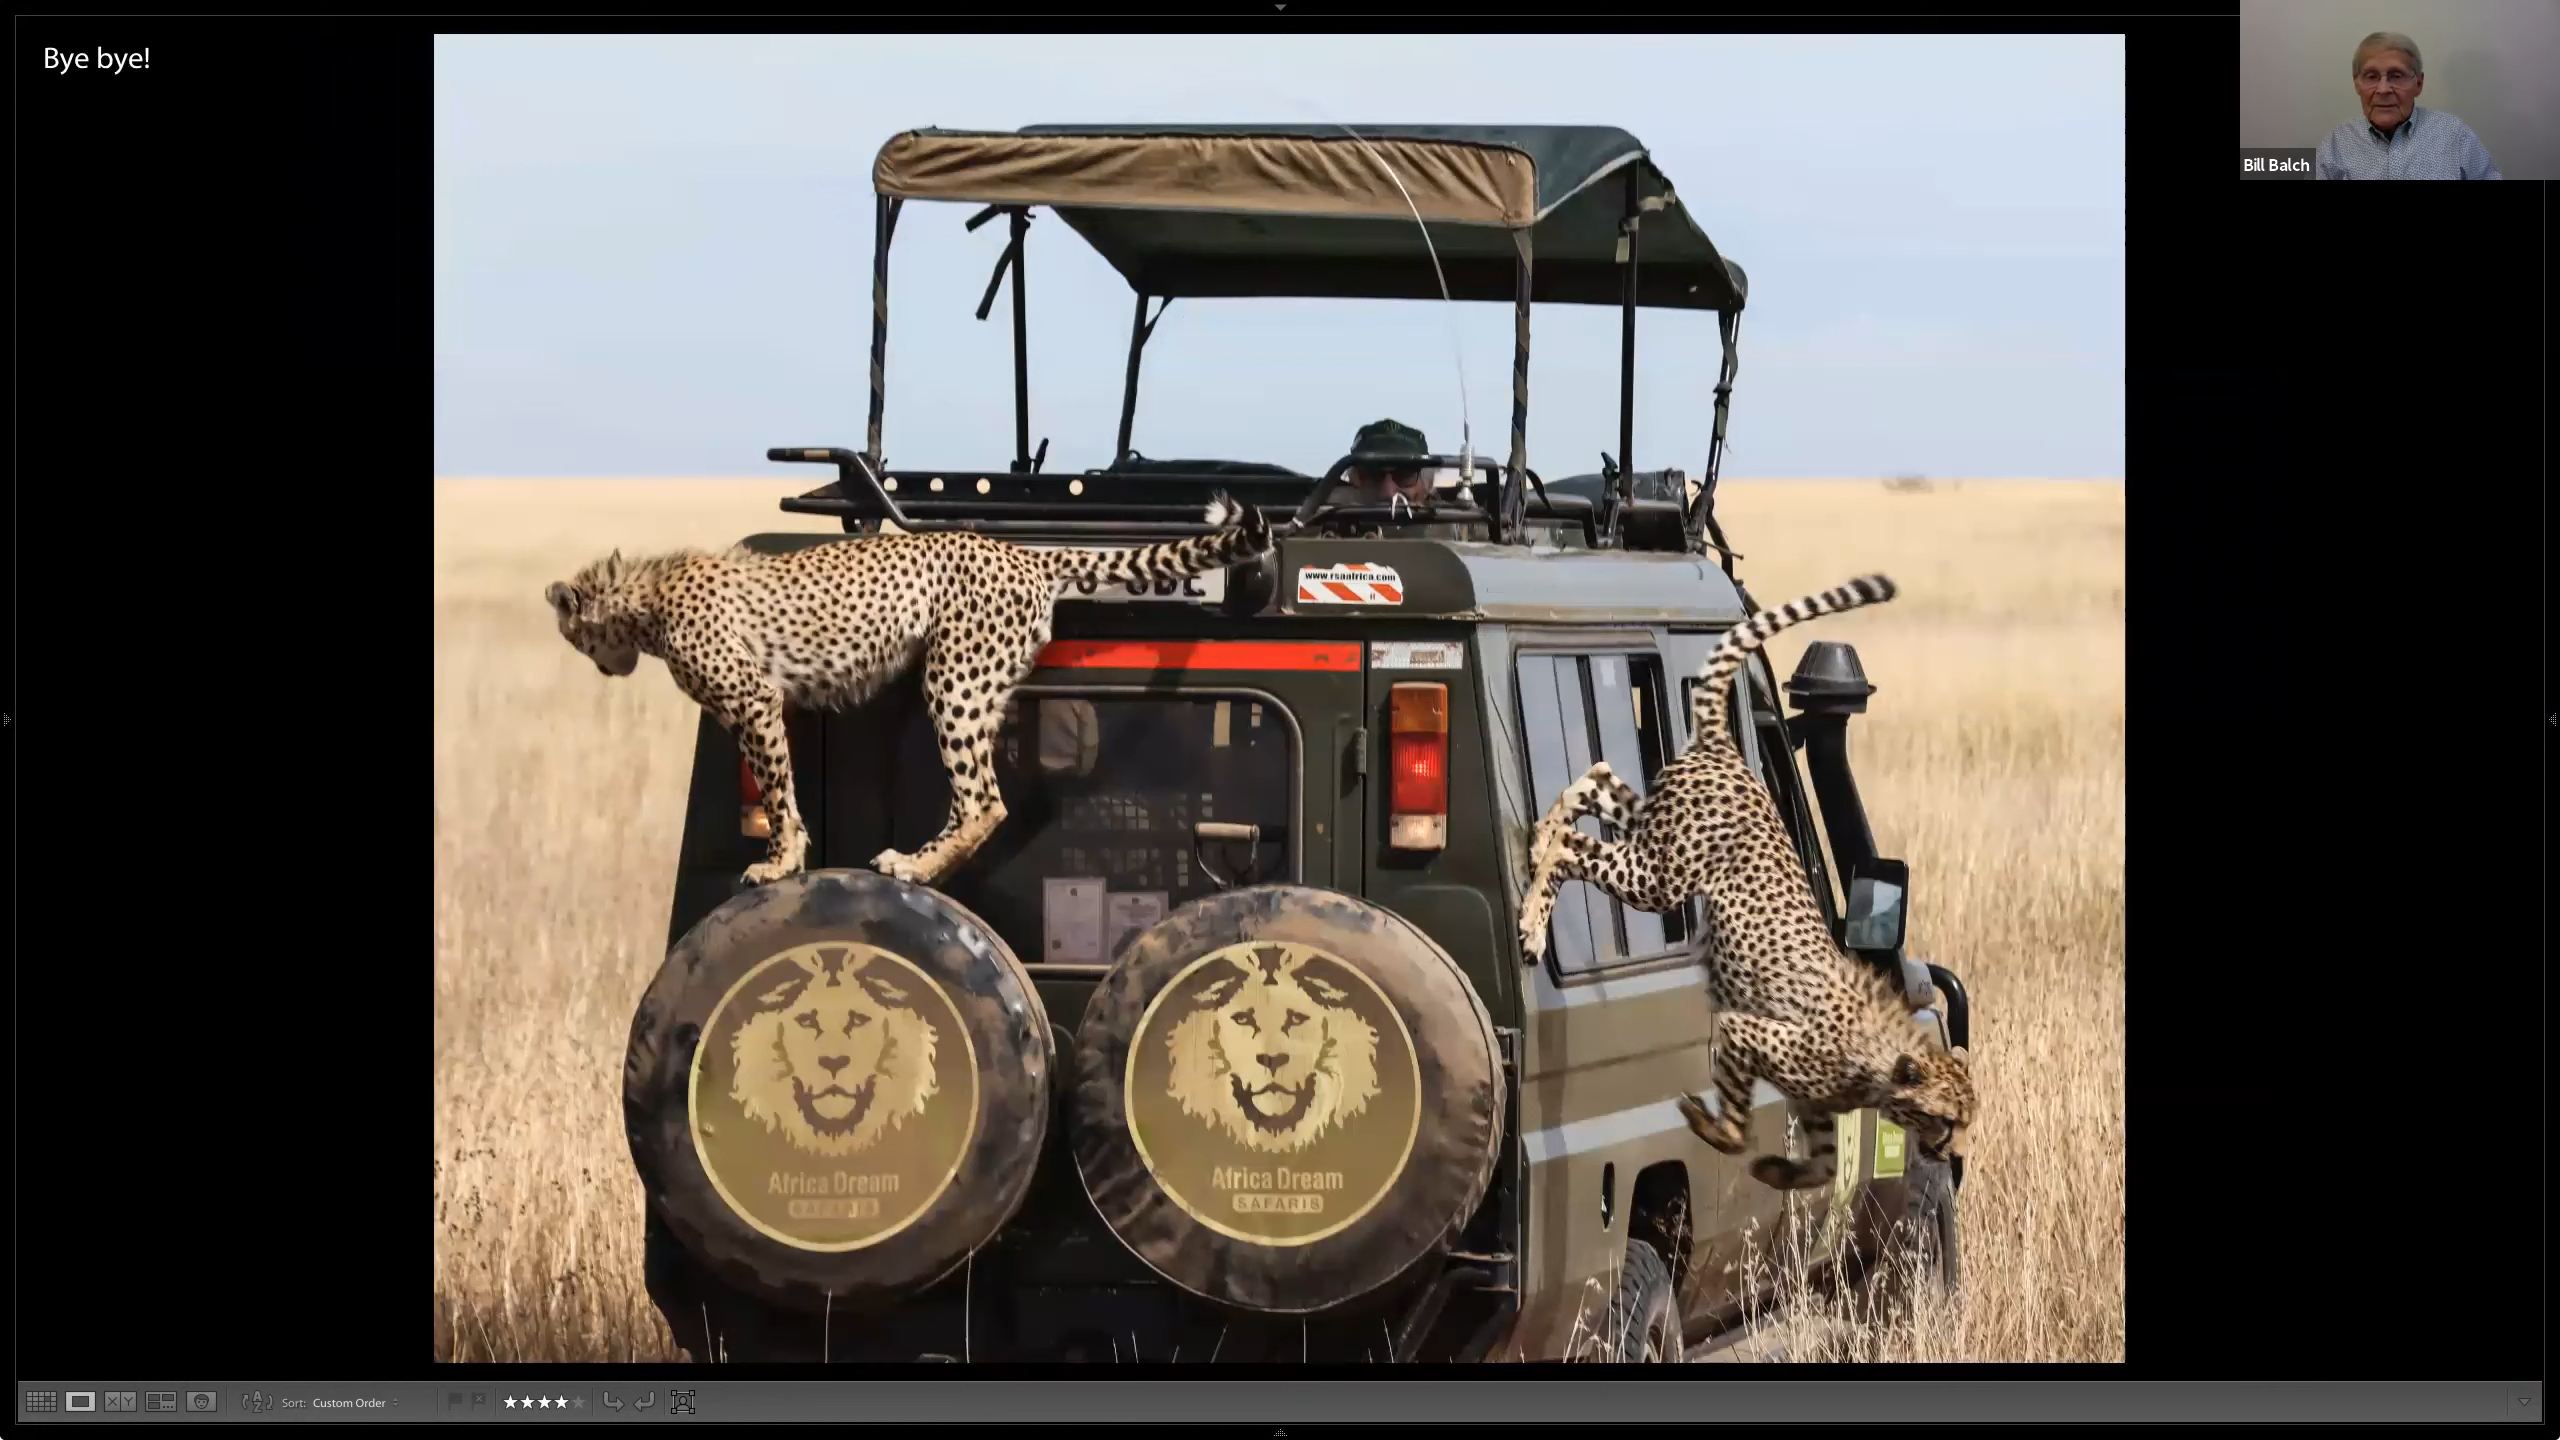 Bye bye!
Bill Balch
www.rsaafrica.com
Africa Dream
SAFARIS
Africa Dream
SAFARIS
X Y
Sort: Custom Order